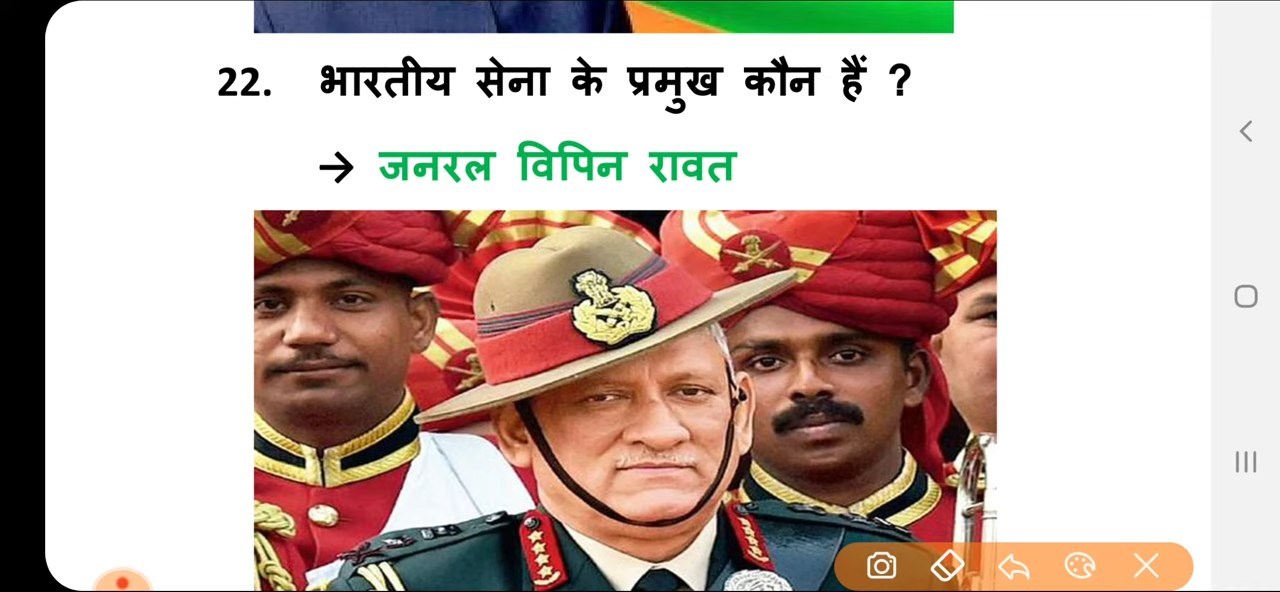 22. भारतीय सेना के प्रमुख कौन हैं ?
→ जनरल विपिन रावत